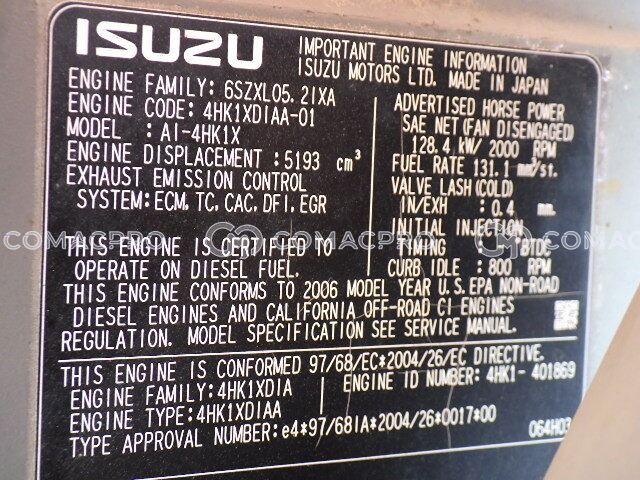 ISUZU
IMPORTANT ENGINE INFORMATION
ISUZU MOTORS LTD. MADE IN JAPAN
ENGINE FAMILY: 6SZXL05.2IXA
ENGINE CODE: 4HK1XDIAA-01
MODEL : AI-4HK1X
ENGINE DISPLACEMENT :5193 cm³
EXHAUST EMISSION CONTROL
SYSTEM:ECM, TC, CAC, DFI, EGR
THIS ENGINE IS CERTIFIED TO
OPERATE ON DIESEL FUEL.
ADVERTISED HORSE POWER
SAE NET(FAN DISENGAGED)
128.4 kW/ 2000 RPM
FUEL RATE 131.1 mm³/st.
VALVE LASH(COLD)
IN/EXH : 0.4 mm.
INITIAL INJECTION
TIMING : BTDC
CURB IDLE : 800 RPM
THIS ENGINE CONFORMS TO 2006 MODEL YEAR U.S.EPA NON-ROAD
DIESEL ENGINES AND CALIFORNIA OFF-ROAD CI ENGINES
REGULATION. MODEL SPECIFICATION SEE SERVICE MANUAL.
THIS ENGINE IS CONFORMED 97/68/EC*2004/26/EC DIRECTIVE.
ENGINE FAMILY:4HK1XDIA
ENGINE ID NUMBER: 4HK1- 401869
ENGINE TYPE:4HK1XDIAA
TYPE APPROVAL NUMBER:e4*97/68IA*2004/26*0017*00
064H03
COMACPRO
COMACPRO
COMACPRO